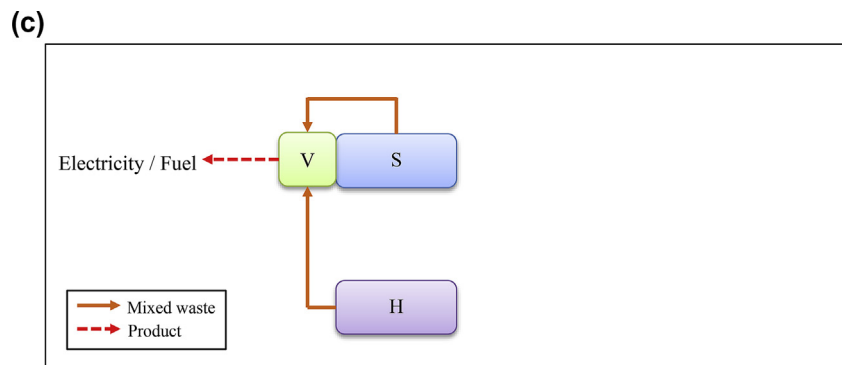 (c)
V
S
Electricity / Fuel
H
Mixed waste
Product